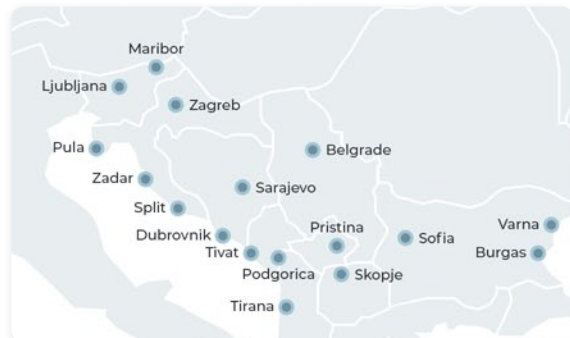 Maribor
Ljubljana
Zagreb
Pula
Belgrade
Zadar
Sarajevo
Split
Dubrovnik
Pristina
Sofia
Varna
Tivat
Burgas
Podgorica
Skopje
Tirana